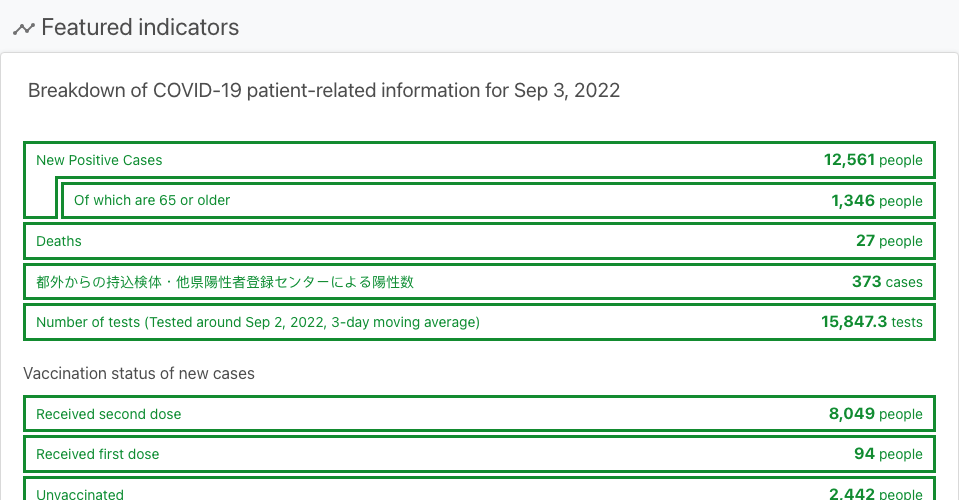 Featured indicators
Breakdown of COVID-19 patient-related information for Sep 3, 2022
New Positive Cases 12,561 people
Of which are 65 or older 1,346 people
Deaths 27 people
都外からの持込検体・他県陽性者登録センターによる陽性数 373 cases
Number of tests (Tested around Sep 2, 2022, 3-day moving average) 15,847.3 tests
Vaccination status of new cases
Received second dose 8,049 people
Received first dose 94 people
Unvaccinated 2,442 people